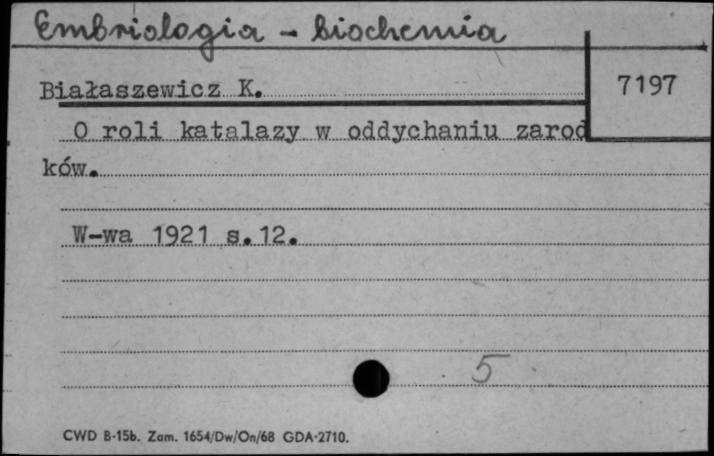 Embriologia - biochemia
Białaszewicz K.
7197
O roli katalazy w oddychaniu zarod
ków.
W-wa 1921 s.12.
5
CWD B-15b. Zam. 1654/Dw/On/68 GDA-2710.